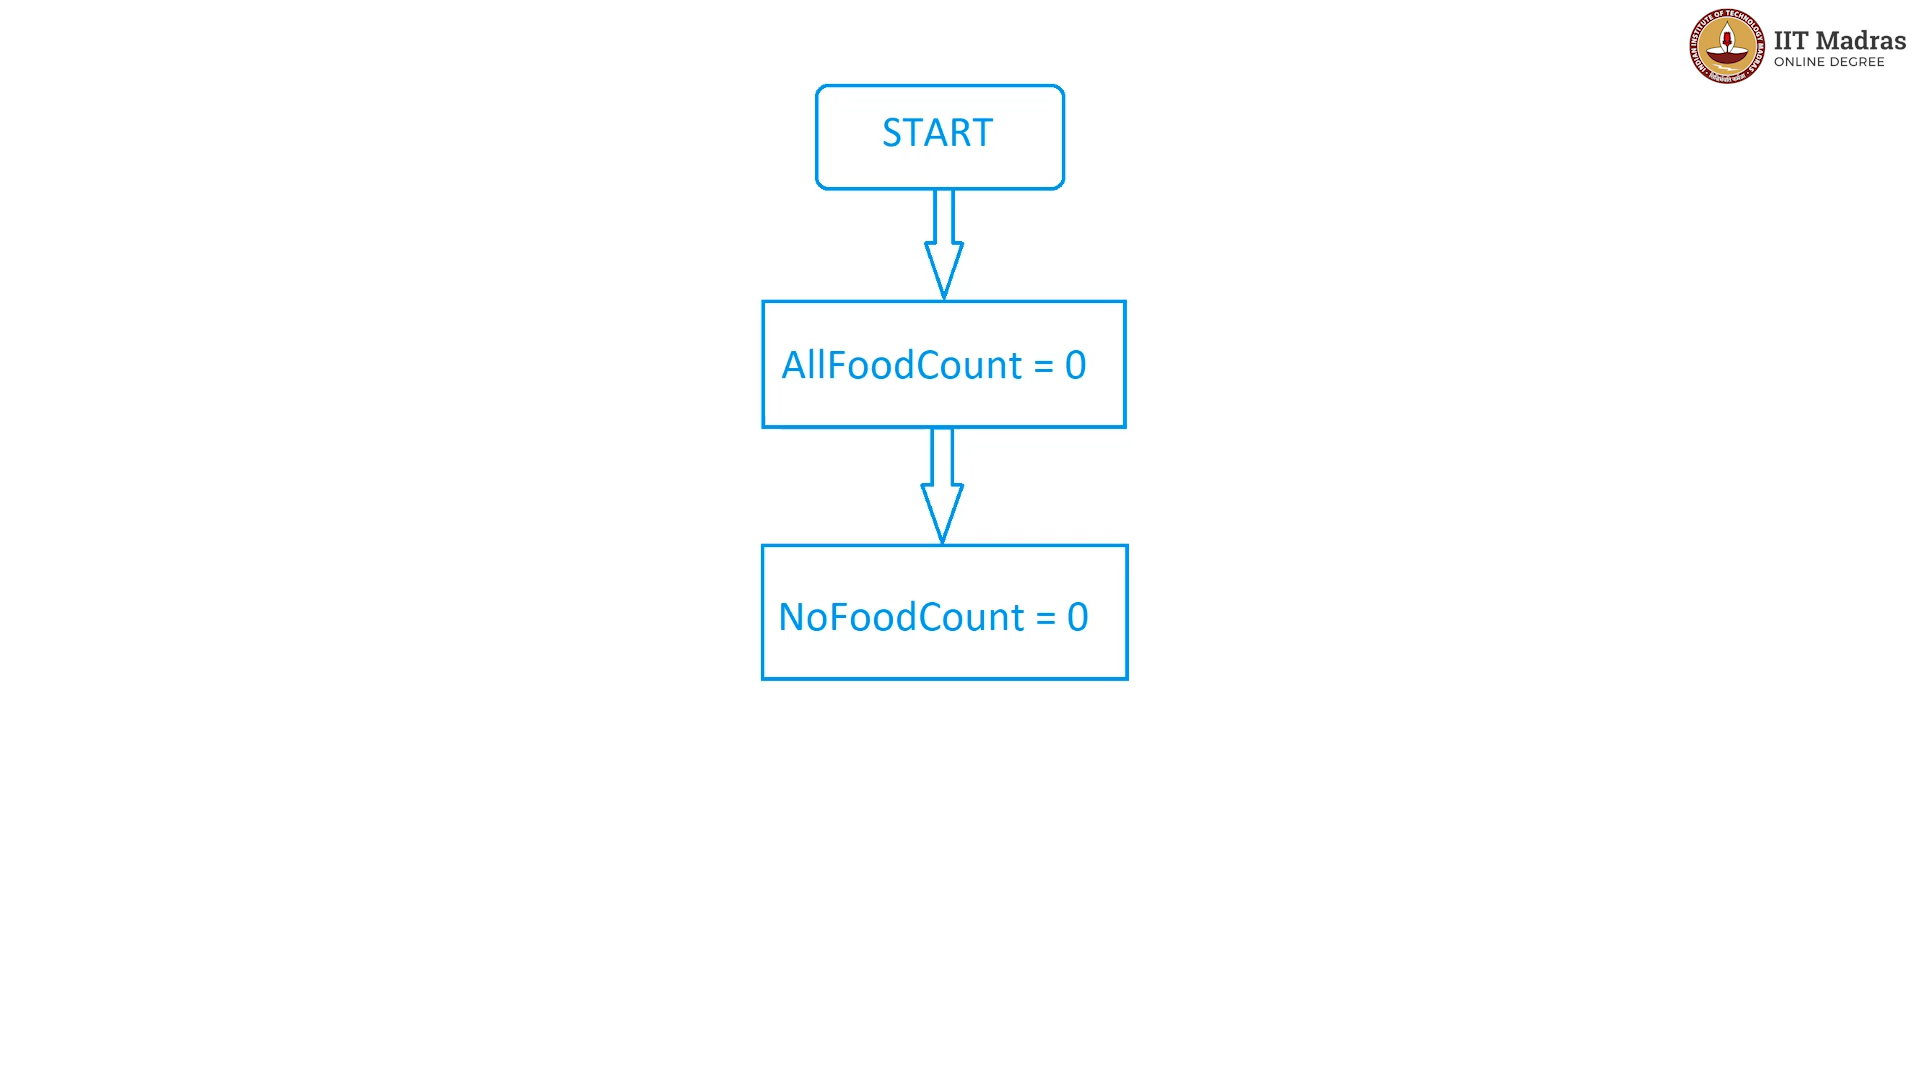 IIT Madras
ONLINE DEGREE
START
AllFoodCount = 0
NoFoodCount = 0